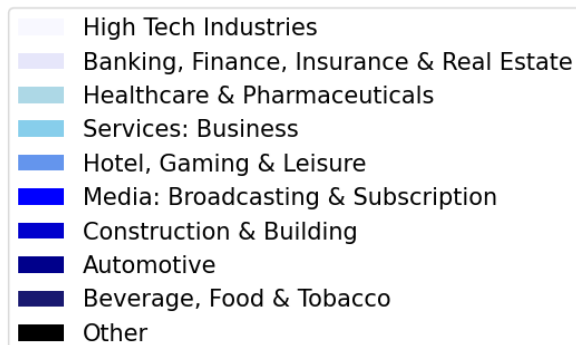 High Tech Industries
Banking, Finance, Insurance & Real Estate
Healthcare & Pharmaceuticals
Services: Business
Hotel, Gaming & Leisure
Media: Broadcasting & Subscription
Construction & Building
Automotive
Beverage, Food & Tobacco
Other